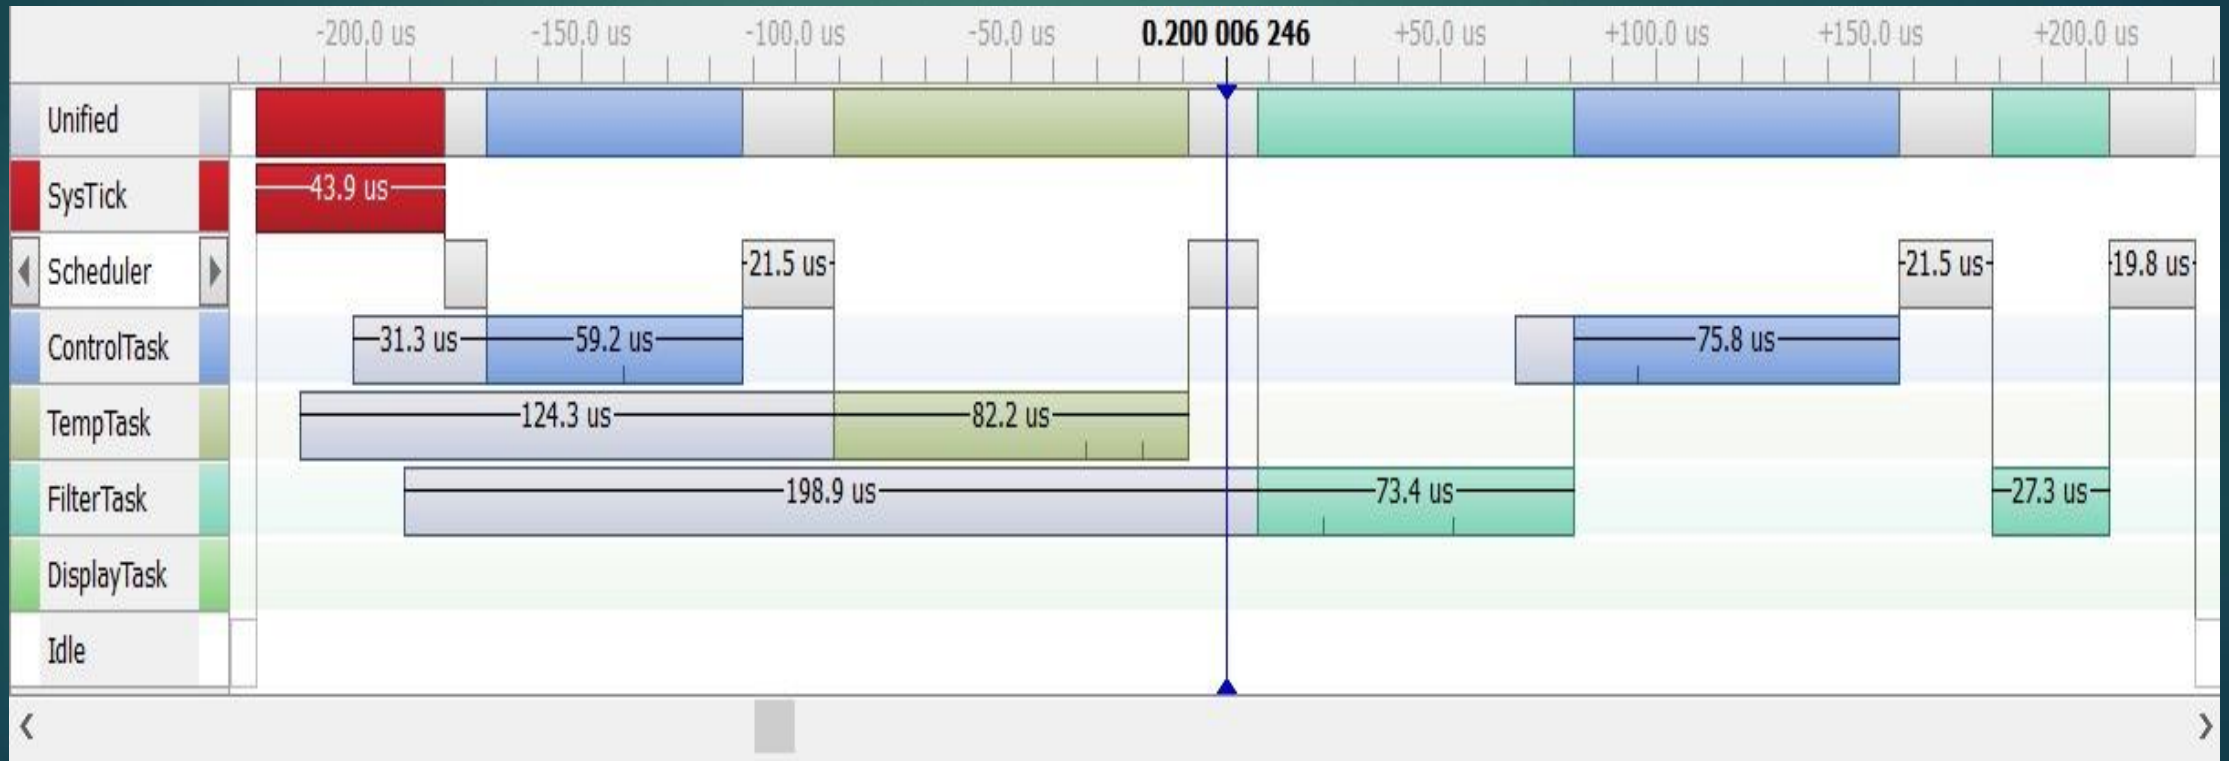 -200.0 us -150.0 us -100.0 us -50.0 us 0.200 006 246 +50.0 us +100.0 us +150.0 us +200.0 us
Unified
SysTick 43.9 us
Scheduler 21.5 us 21.5 us 19.8 us
ControlTask 31.3 us 59.2 us 75.8 us
TempTask 124.3 us 82.2 us
FilterTask 198.9 us 73.4 us 27.3 us
DisplayTask
Idle